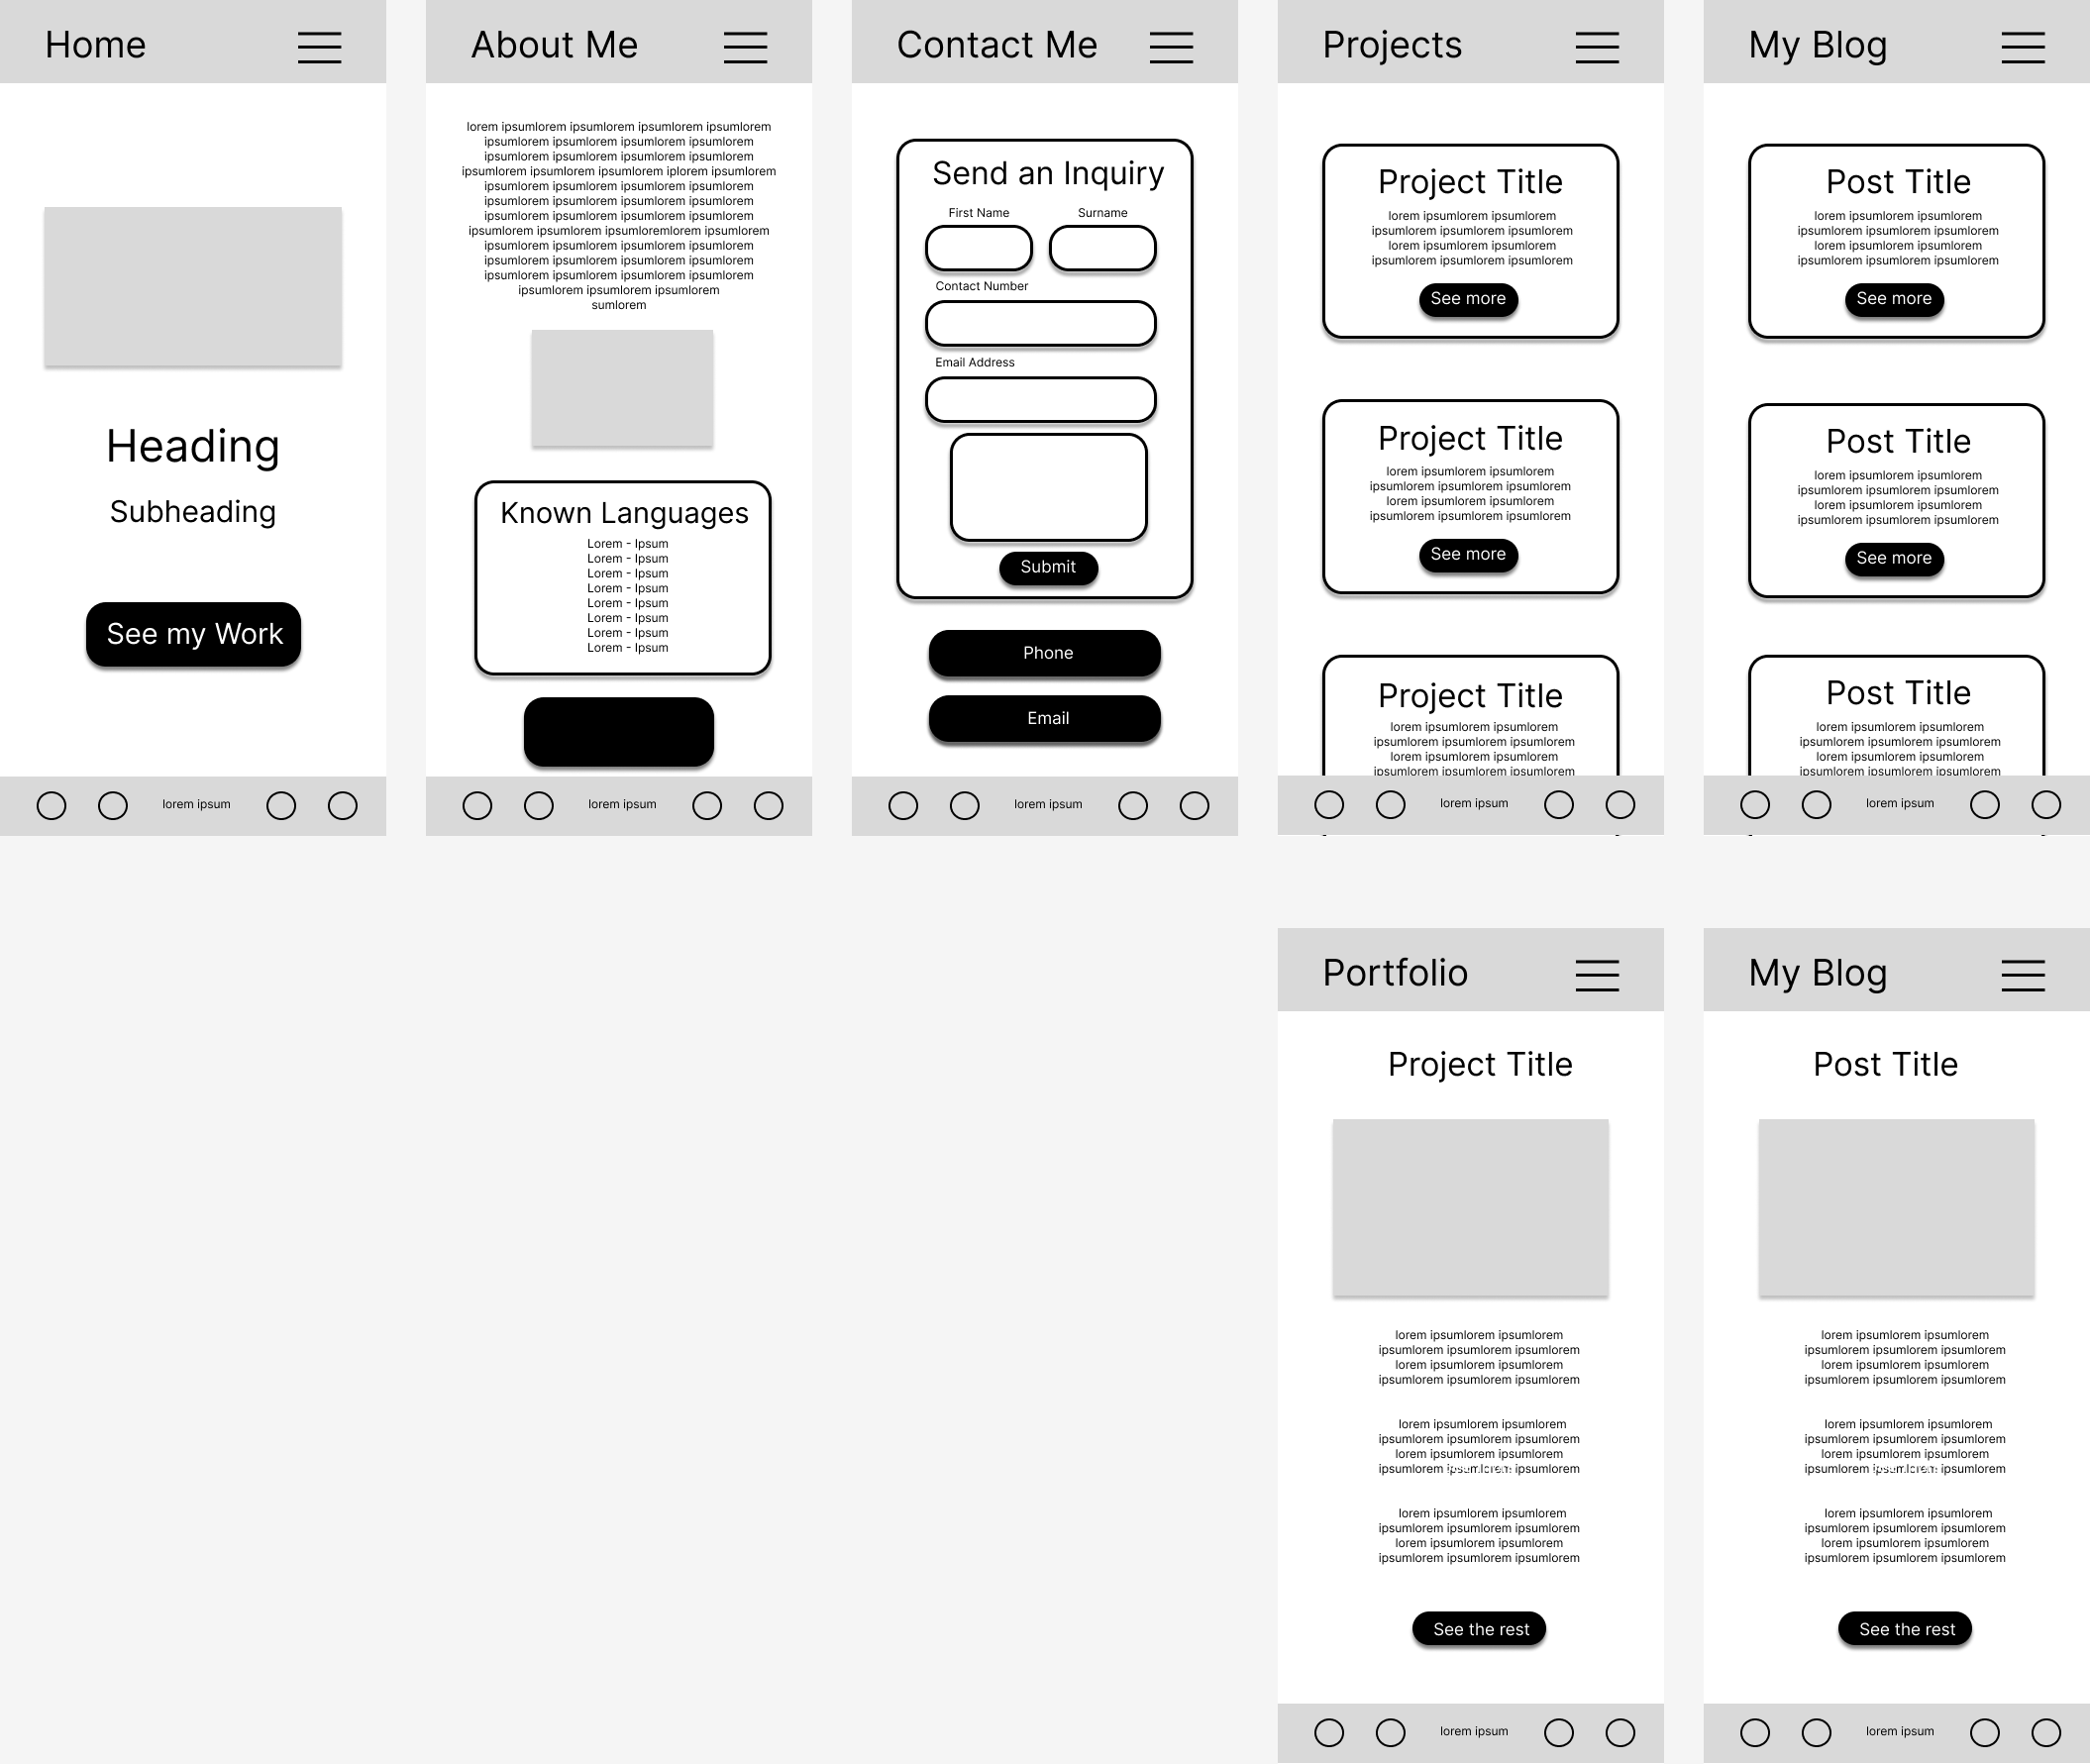 Home
Heading
Subheading
See my Work
lorem ipsum
About Me
lorem ipsumlorem ipsumlorem ipsumlorem ipsumlorem
ipsumlorem ipsumlorem ipsumlorem ipsumlorem
ipsumlorem ipsumlorem ipsumlorem ipsumlorem
ipsumlorem ipsumlorem ipsumlorem iplorem ipsumlorem
ipsumlorem ipsumlorem ipsumlorem ipsumlorem
ipsumlorem ipsumlorem ipsumlorem ipsumlorem
ipsumlorem ipsumlorem ipsumlorem ipsumlorem
ipsumlorem ipsumlorem ipsumloremlorem ipsumlorem
ipsumlorem ipsumlorem ipsumlorem ipsumlorem
ipsumlorem ipsumlorem ipsumlorem ipsumlorem
ipsumlorem ipsumlorem ipsumlorem ipsumlorem
ipsumlorem ipsumlorem ipsumlorem
sumlorem
Known Languages
Lorem - Ipsum
Lorem - Ipsum
Lorem - Ipsum
Lorem - Ipsum
Lorem - Ipsum
Lorem - Ipsum
Lorem - Ipsum
Lorem - Ipsum
lorem ipsum
Contact Me
Send an Inquiry
First Name Surname
Contact Number
Email Address
Submit
Phone
Email
lorem ipsum
Projects
Project Title
lorem ipsumlorem ipsumlorem
ipsumlorem ipsumlorem ipsumlorem
lorem ipsumlorem ipsumlorem
ipsumlorem ipsumlorem ipsumlorem
See more
Project Title
lorem ipsumlorem ipsumlorem
ipsumlorem ipsumlorem ipsumlorem
lorem ipsumlorem ipsumlorem
ipsumlorem ipsumlorem ipsumlorem
See more
Project Title
lorem ipsumlorem ipsumlorem
ipsumlorem ipsumlorem ipsumlorem
lorem ipsumlorem ipsumlorem
ipsumlorem ipsumlorem ipsumlorem
lorem ipsum
My Blog
Post Title
lorem ipsumlorem ipsumlorem
ipsumlorem ipsumlorem ipsumlorem
lorem ipsumlorem ipsumlorem
ipsumlorem ipsumlorem ipsumlorem
See more
Post Title
lorem ipsumlorem ipsumlorem
ipsumlorem ipsumlorem ipsumlorem
lorem ipsumlorem ipsumlorem
ipsumlorem ipsumlorem ipsumlorem
See more
Post Title
lorem ipsumlorem ipsumlorem
ipsumlorem ipsumlorem ipsumlorem
lorem ipsumlorem ipsumlorem
ipsumlorem ipsumlorem ipsumlorem
lorem ipsum
Portfolio
Project Title
lorem ipsumlorem ipsumlorem
ipsumlorem ipsumlorem ipsumlorem
lorem ipsumlorem ipsumlorem
ipsumlorem ipsumlorem ipsumlorem
lorem ipsumlorem ipsumlorem
ipsumlorem ipsumlorem ipsumlorem
lorem ipsumlorem ipsumlorem
ipsumlorem ipsumlorem ipsumlorem
lorem ipsumlorem ipsumlorem
ipsumlorem ipsumlorem ipsumlorem
lorem ipsumlorem ipsumlorem
ipsumlorem ipsumlorem ipsumlorem
See the rest
lorem ipsum
My Blog
Post Title
lorem ipsumlorem ipsumlorem
ipsumlorem ipsumlorem ipsumlorem
lorem ipsumlorem ipsumlorem
ipsumlorem ipsumlorem ipsumlorem
lorem ipsumlorem ipsumlorem
ipsumlorem ipsumlorem ipsumlorem
lorem ipsumlorem ipsumlorem
ipsumlorem ipsumlorem ipsumlorem
lorem ipsumlorem ipsumlorem
ipsumlorem ipsumlorem ipsumlorem
lorem ipsumlorem ipsumlorem
ipsumlorem ipsumlorem ipsumlorem
See the rest
lorem ipsum